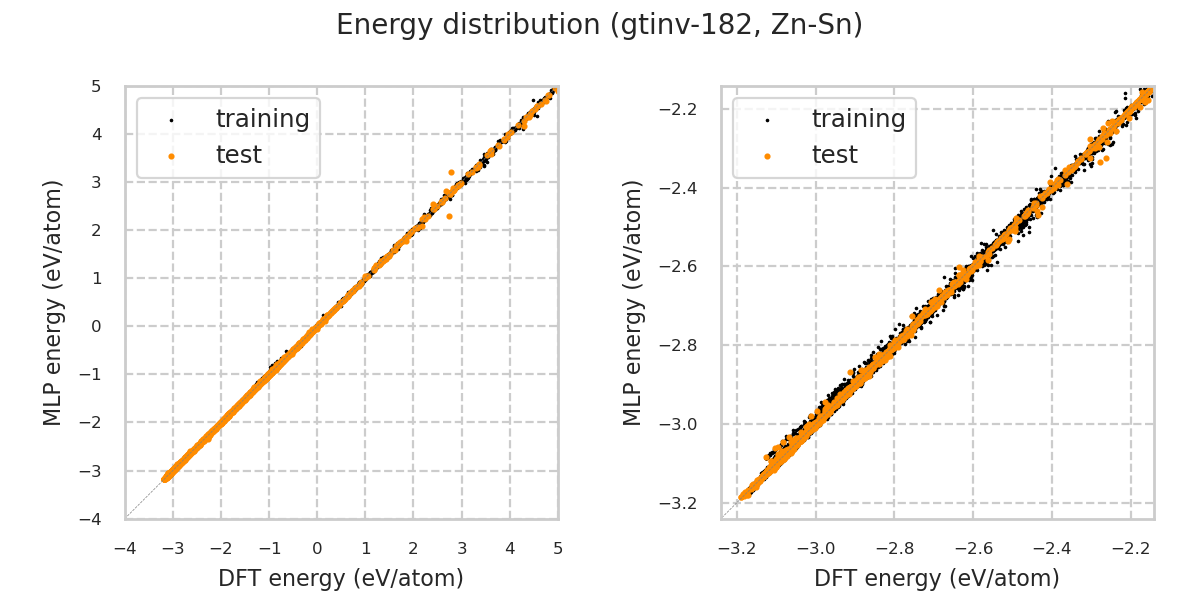 Energy distribution (gtinv-182, Zn-Sn)
training
test
5
4
3
2
1
0
−1
−2
−3
−4
MLP energy (eV/atom)
−4 −3 −2 −1 0 1 2 3 4 5
DFT energy (eV/atom)
training
test
−2.2
−2.4
−2.6
−2.8
−3.0
−3.2
MLP energy (eV/atom)
−3.2 −3.0 −2.8 −2.6 −2.4 −2.2
DFT energy (eV/atom)